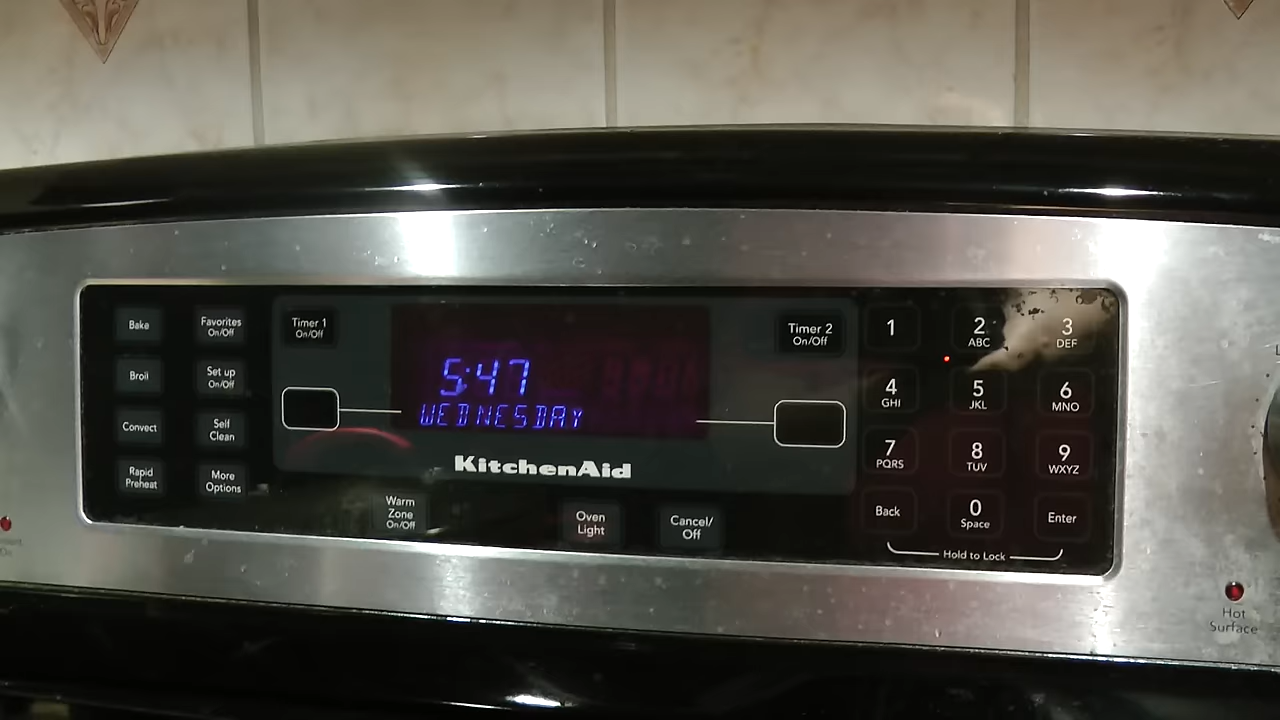 Bake
Favorites
On/Off
Broil
Set up
On/Off
Convect
Self
Clean
Rapid
Preheat
More
Options
Timer 1
On/Off
5:47
WEDNESDAY
Timer 2
On/Off
KitchenAid
Warm
Zone
On/Off
Oven
Light
Cancel/
Off
1
2
ABC
3
DEF
4
GHI
5
JKL
6
MNO
7
PQRS
8
TUV
9
WXYZ
Back
0
Space
Enter
Hold to Lock
Hot
Surface